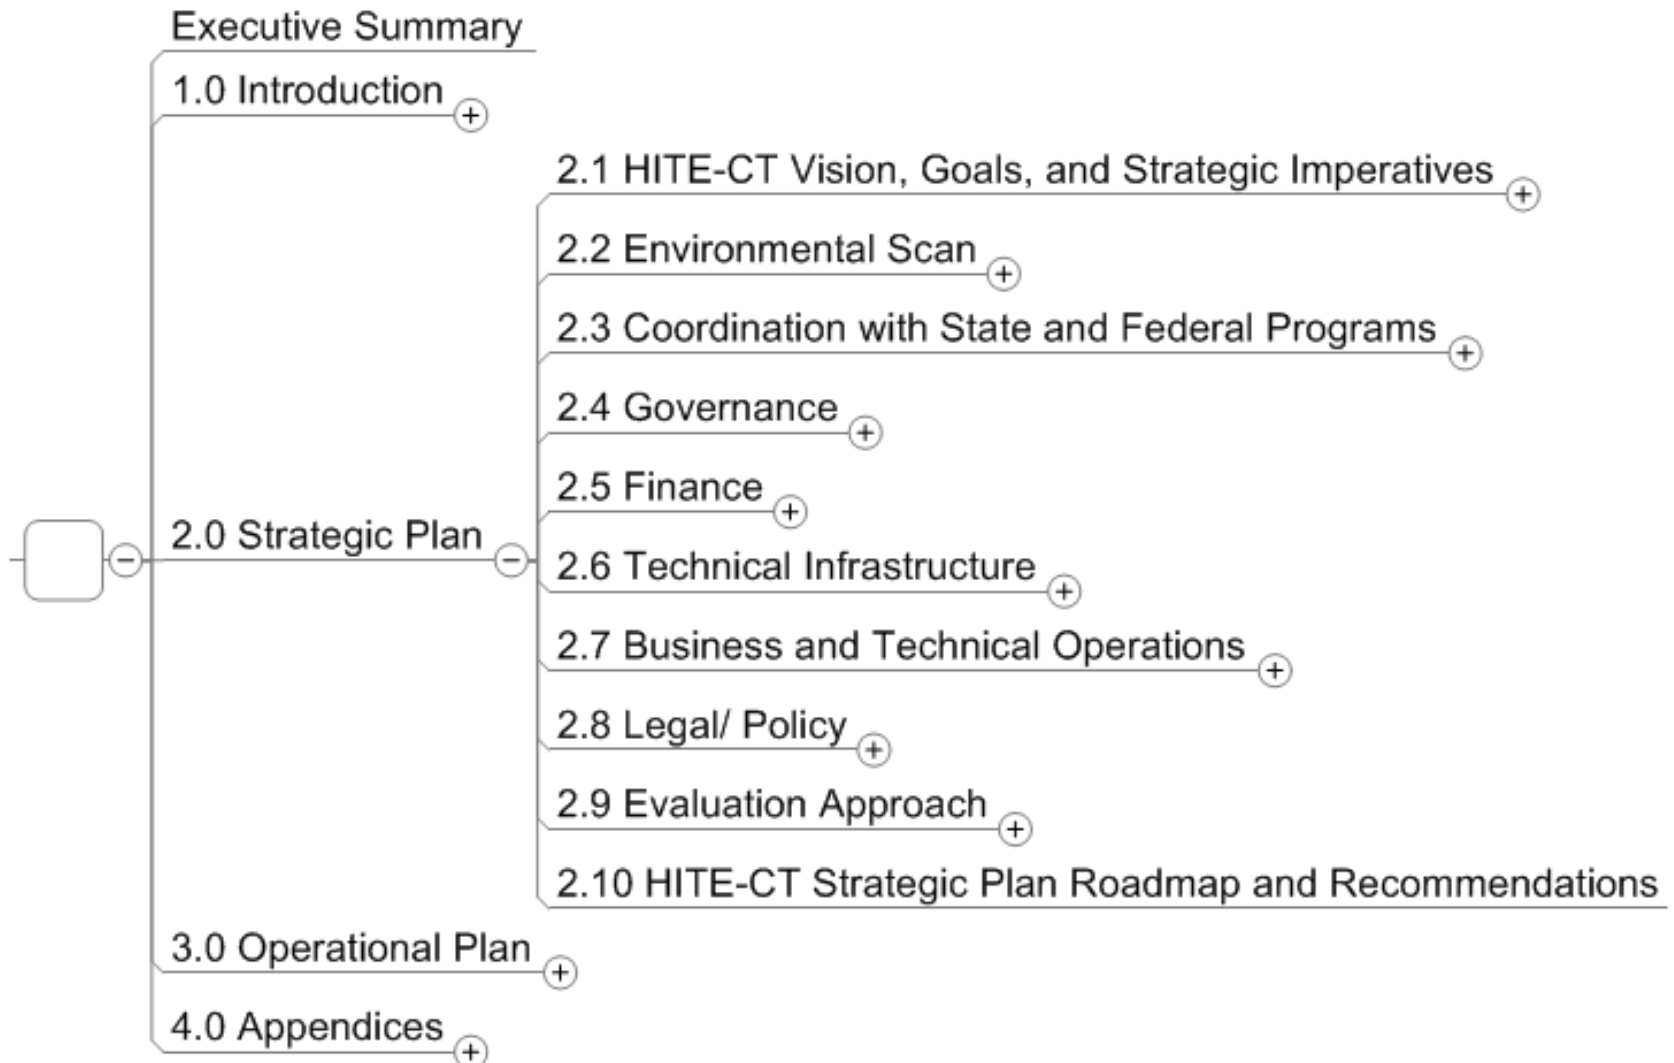 Executive Summary
1.0 Introduction
2.0 Strategic Plan
2.1 HITE-CT Vision, Goals, and Strategic Imperatives
2.2 Environmental Scan
2.3 Coordination with State and Federal Programs
2.4 Governance
2.5 Finance
2.6 Technical Infrastructure
2.7 Business and Technical Operations
2.8 Legal/ Policy
2.9 Evaluation Approach
2.10 HITE-CT Strategic Plan Roadmap and Recommendations
3.0 Operational Plan
4.0 Appendices